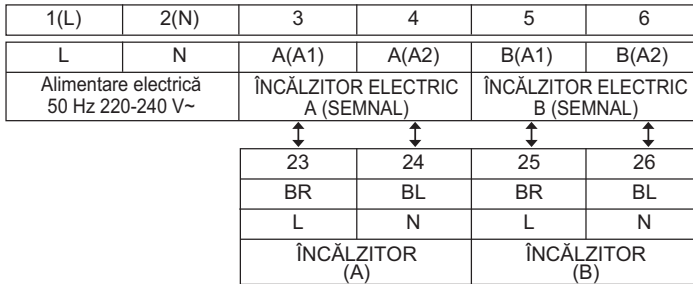 1(L) 2(N) 3 4 5 6
L N A(A1) A(A2) B(A1) B(A2)
Alimentare electrică
50 Hz 220-240 V~
ÎNCĂLZITOR ELECTRIC
A (SEMNAL)
ÎNCĂLZITOR ELECTRIC
B (SEMNAL)
23 24 25 26
BR BL BR BL
L N L N
ÎNCĂLZITOR
(A)
ÎNCĂLZITOR
(B)